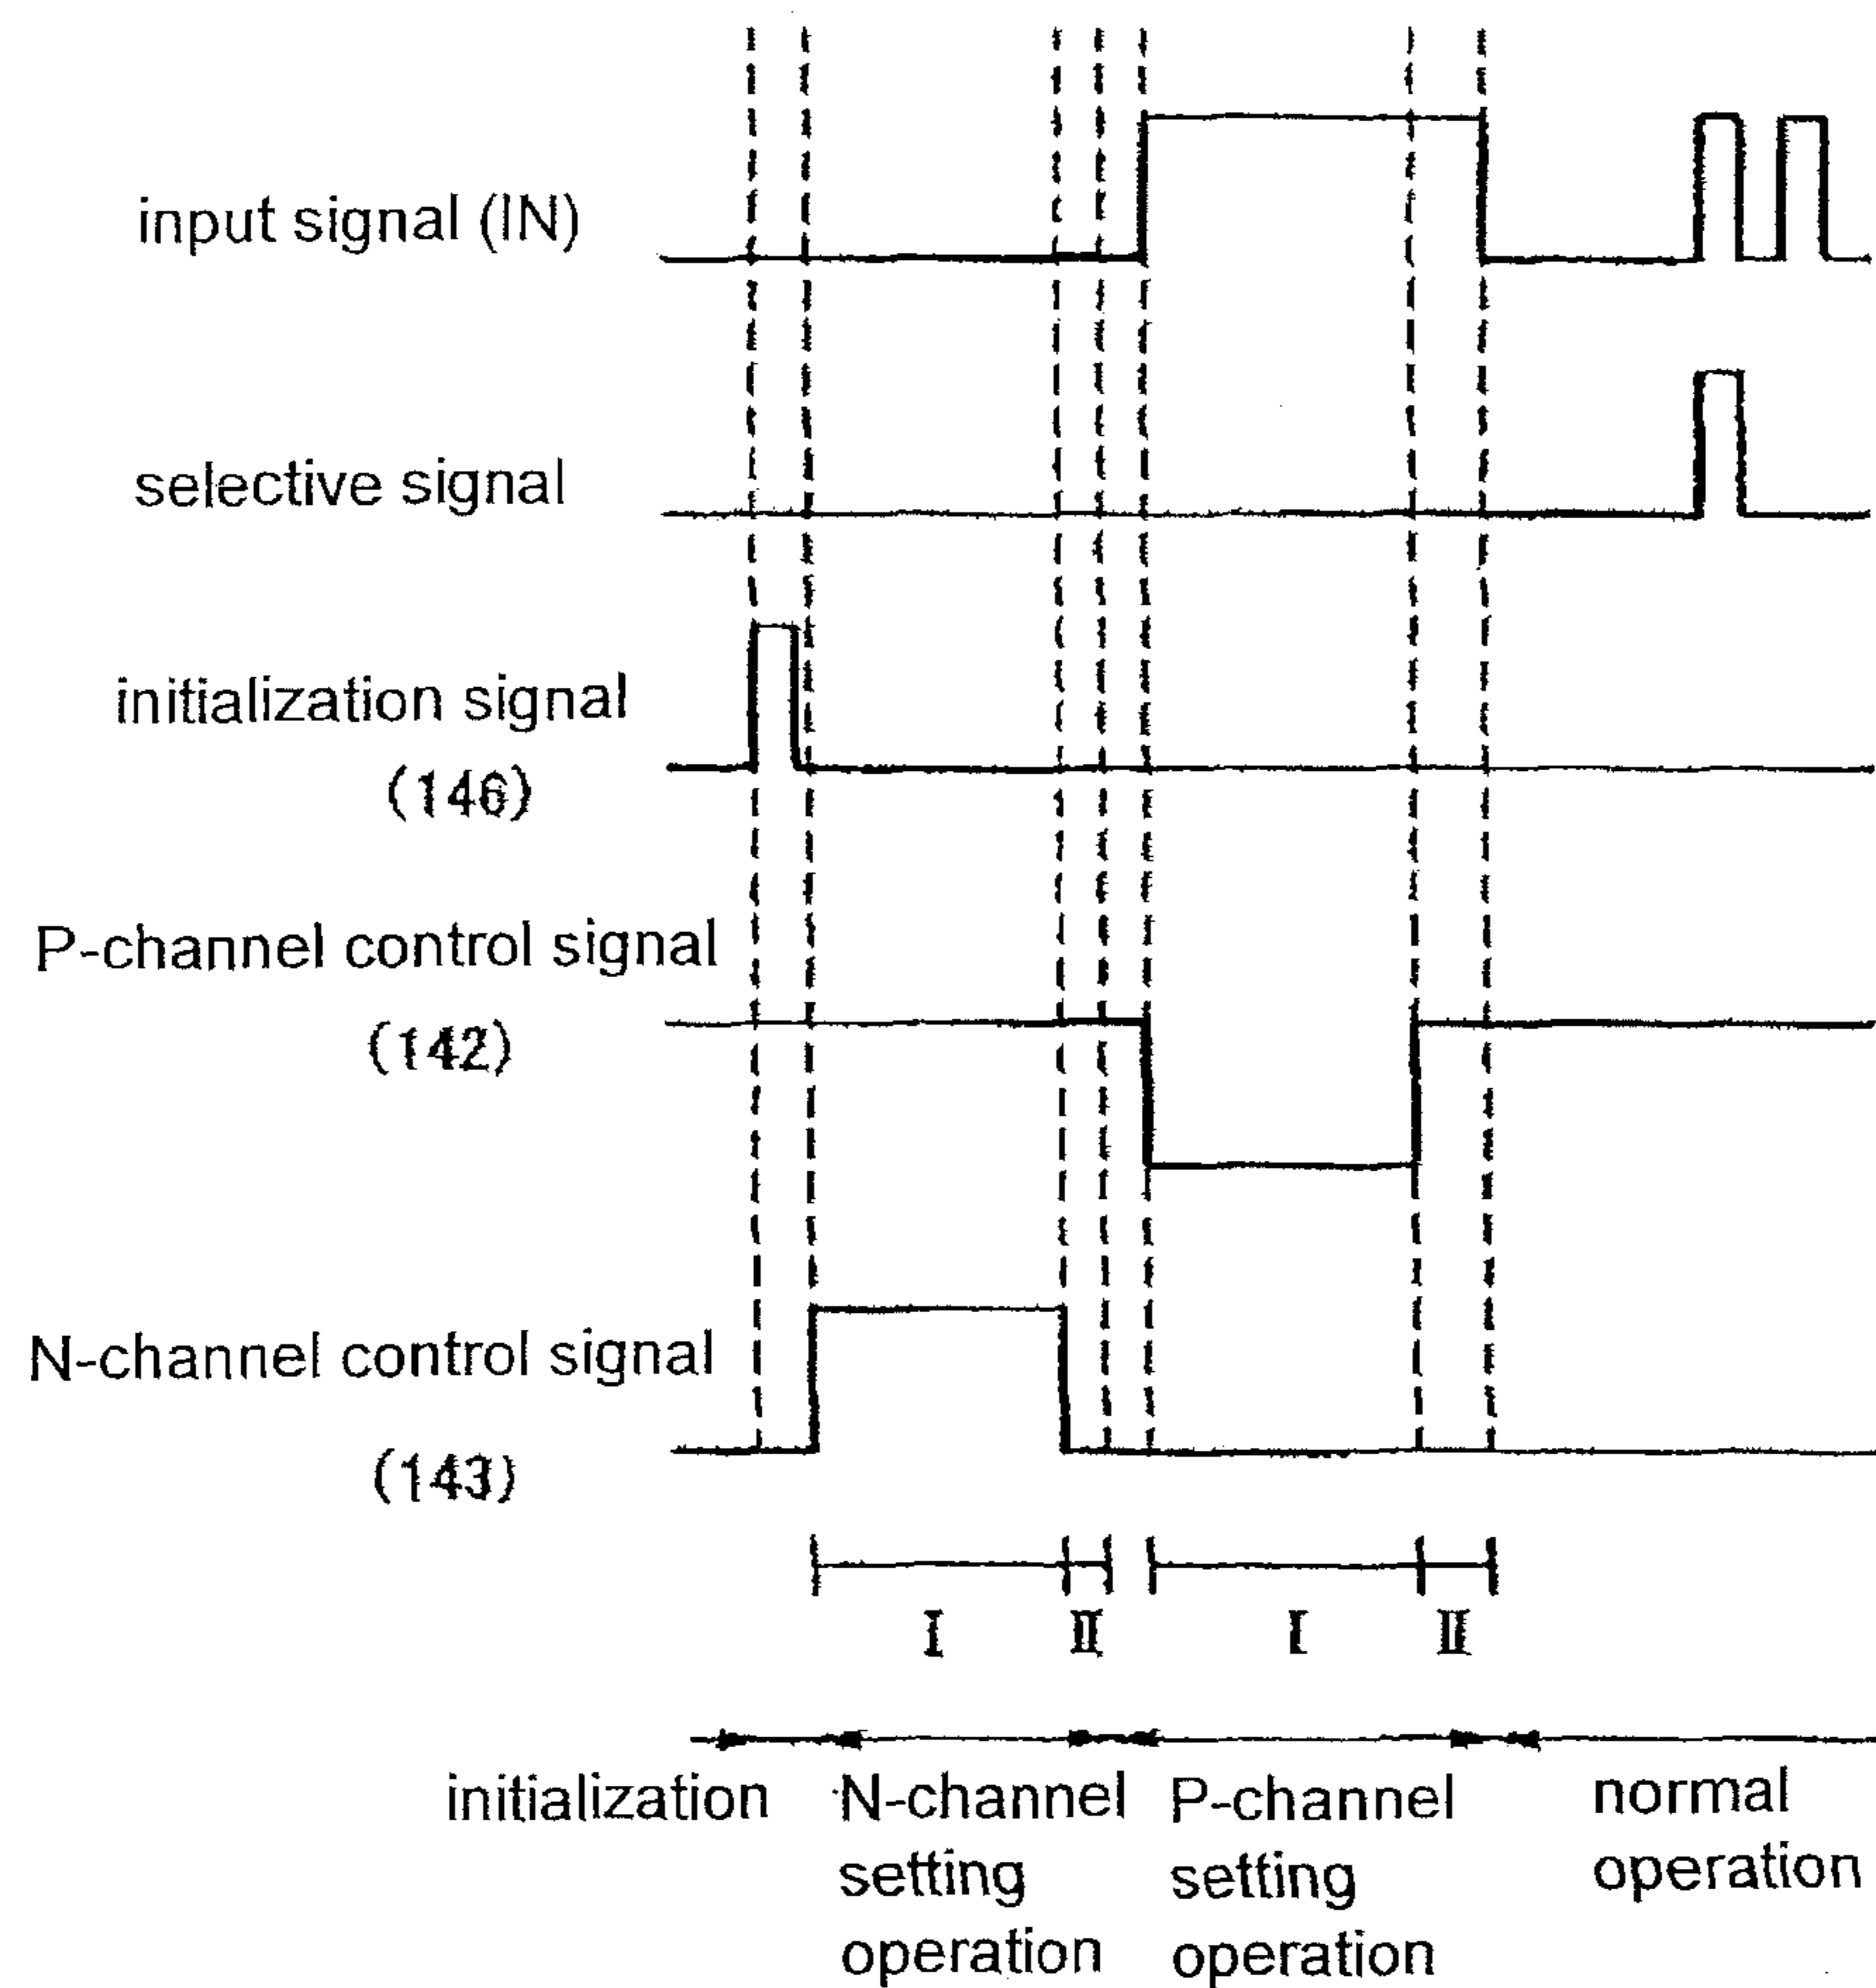 input signal (IN)
selective signal
initialization signal
(146)
P-channel control signal
(142)
N-channel control signal
(143)
I II I II
initialization
N-channel
setting
operation
P-channel
setting
operation
normal
operation